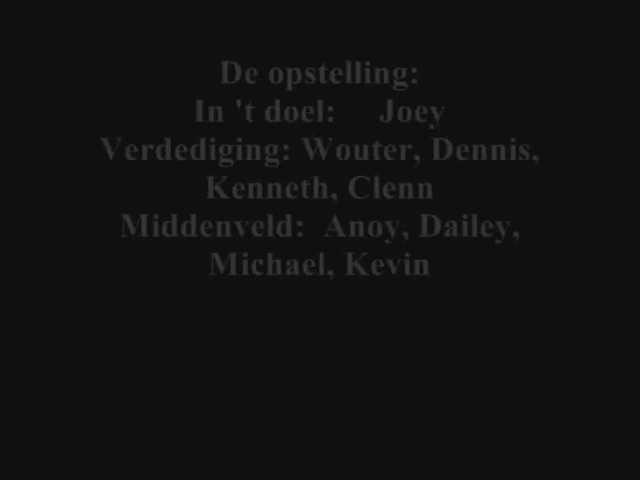 De opstelling:
In 't doel: Joey
Verdediging: Wouter, Dennis,
Kenneth, Clenn
Middenveld: Anoy, Dailey,
Michael, Kevin